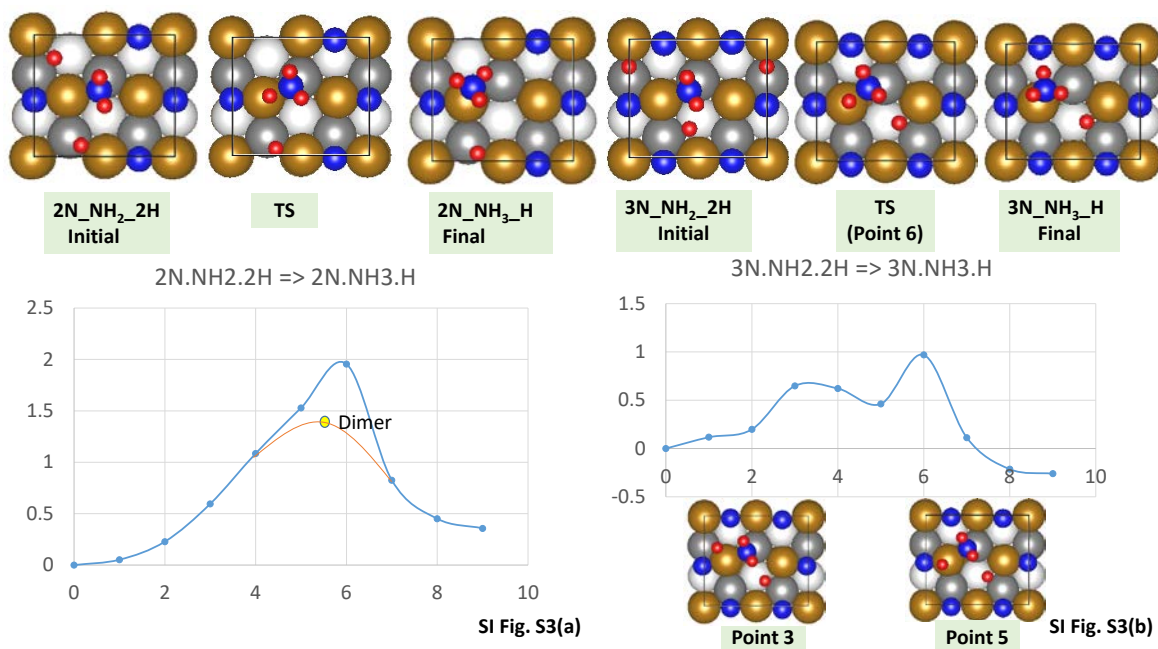 2N_NH₂_2H
Initial
TS
2N_NH₃_H
Final
3N_NH₂_2H
Initial
TS
(Point 6)
3N_NH₃_H
Final
2N.NH2.2H => 2N.NH3.H
2.5
2
1.5
1
0.5
0
0 2 4 6 8 10
Dimer
SI Fig. S3(a)
3N.NH2.2H => 3N.NH3.H
1.5
1
0.5
0
-0.5
0 2 4 6 8 10
Point 3
Point 5
SI Fig. S3(b)